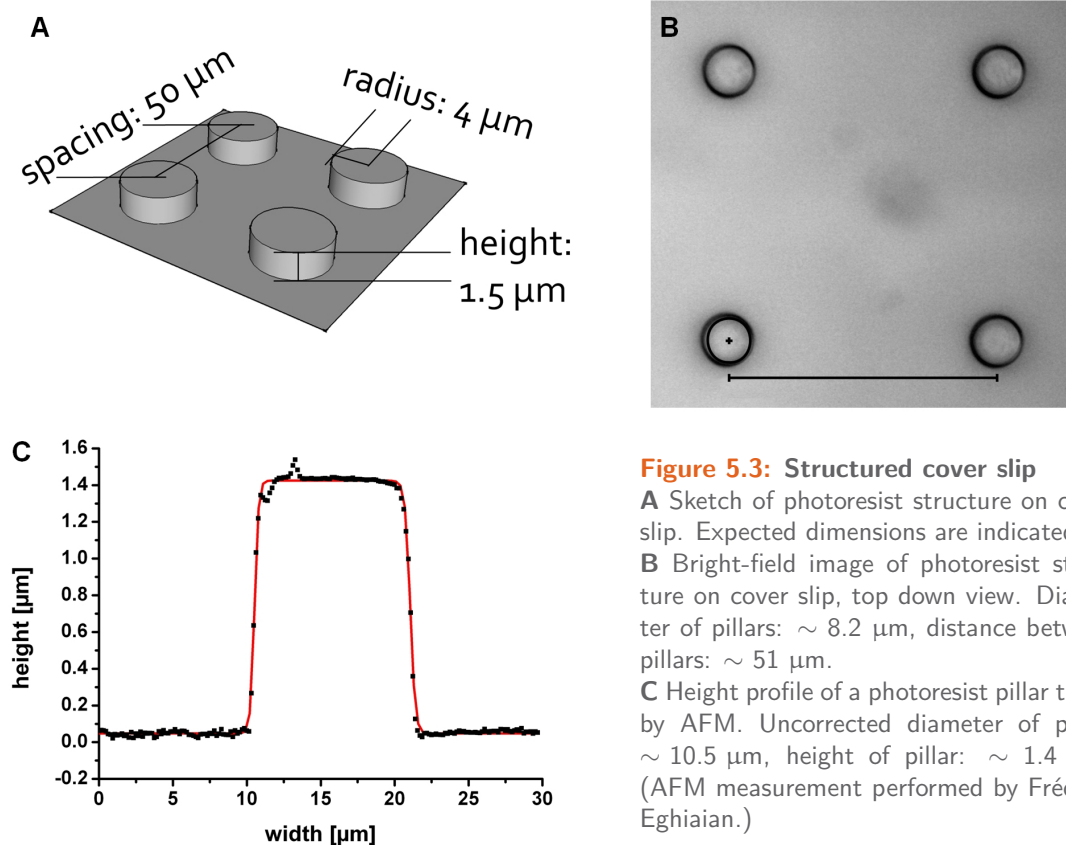 A
spacing: 50 µm
radius: 4 µm
height:
1.5 µm
B
C
1.6
1.4
1.2
1.0
0.8
0.6
0.4
0.2
0.0
-0.2
height [µm]
0
5
10
15
20
25
30
width [µm]
Figure 5.3: Structured cover slip
A Sketch of photoresist structure on c
slip. Expected dimensions are indicated
B Bright-field image of photoresist st
ture on cover slip, top down view. Dia
ter of pillars: ∼ 8.2 µm, distance betw
pillars: ∼ 51 µm.
C Height profile of a photoresist pillar t
by AFM. Uncorrected diameter of p
∼ 10.5 µm, height of pillar: ∼ 1.4
(AFM measurement performed by Fréd
Eghiaian.)